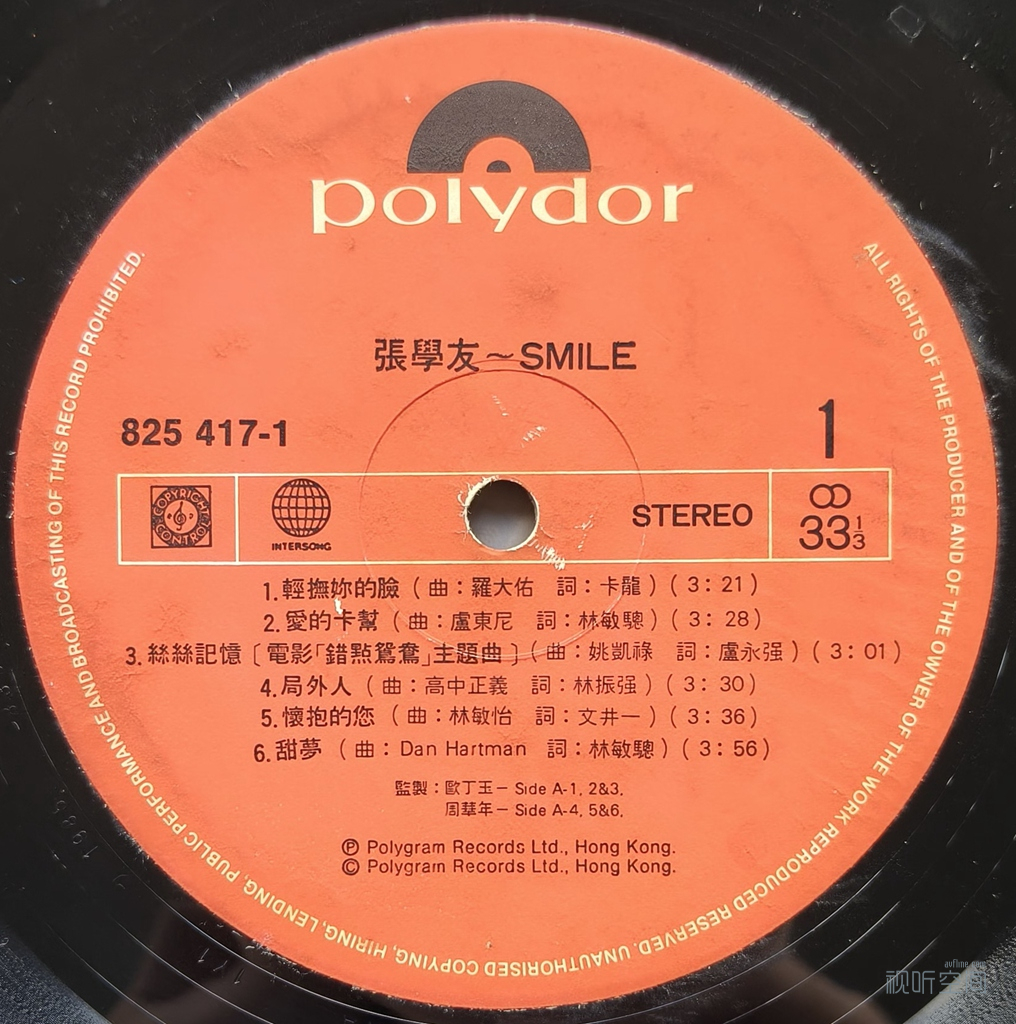 polydor
張學友～SMILE
825 417-1
1
COPYRIGHT CONTROL
INTERSONG
STEREO
33⅓
1.輕撫妳的臉（曲：羅大佑 詞：卡龍）（3：21）
2.愛的卡幫（曲：盧東尼 詞：林敏驄）（3：28）
3.絲絲記憶〔電影「錯點鴛鴦」主題曲〕（曲：姚凱祿 詞：盧永强）（3：01）
4.局外人（曲：高中正義 詞：林振强）（3：30）
5.懷抱的您（曲：林敏怡 詞：文井一）（3：36）
6.甜夢（曲：Dan Hartman 詞：林敏驄）（3：56）
監製：歐丁玉－Side A-1, 2&3.
周華年－Side A-4, 5&6.
Ⓟ Polygram Records Ltd., Hong Kong.
© Polygram Records Ltd., Hong Kong.
ALL RIGHTS OF THE PRODUCER AND OF THE OWNER OF THE WORK REPRODUCED RESERVED. UNAUTHORISED COPYING, HIRING, LENDING, PUBLIC PERFORMANCE AND BROADCASTING OF THIS RECORD PROHIBITED.
avfline.com
视听空间